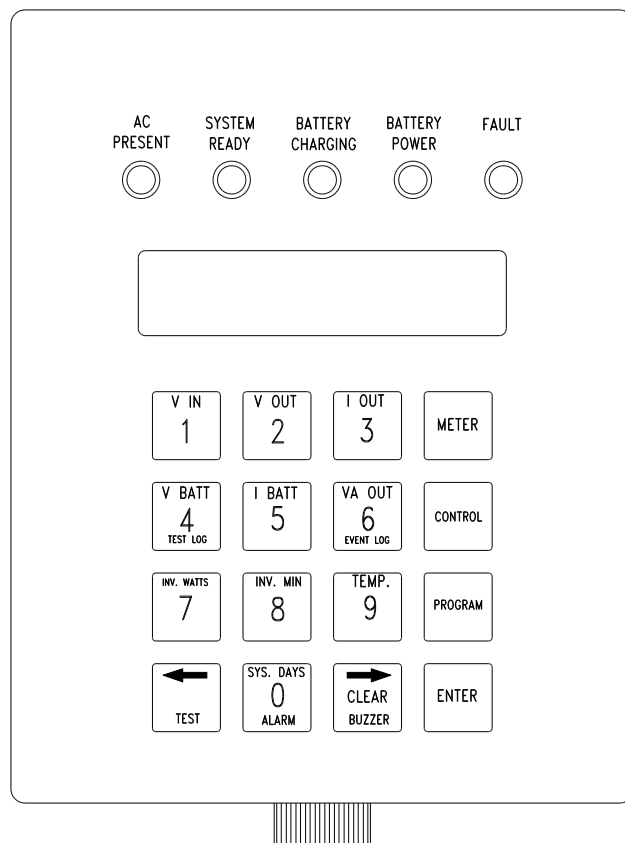 AC
PRESENT
SYSTEM
READY
BATTERY
CHARGING
BATTERY
POWER
FAULT
V IN
1
V OUT
2
I OUT
3
METER
V BATT
4
TEST LOG
I BATT
5
VA OUT
6
EVENT LOG
CONTROL
INV. WATTS
7
INV. MIN
8
TEMP.
9
PROGRAM
TEST
SYS. DAYS
0
ALARM
CLEAR
BUZZER
ENTER